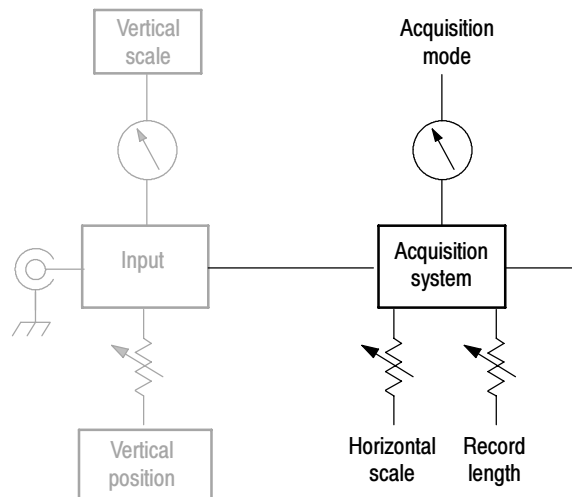 Vertical
scale
Acquisition
mode
Input
Acquisition
system
Vertical
position
Horizontal
scale
Record
length